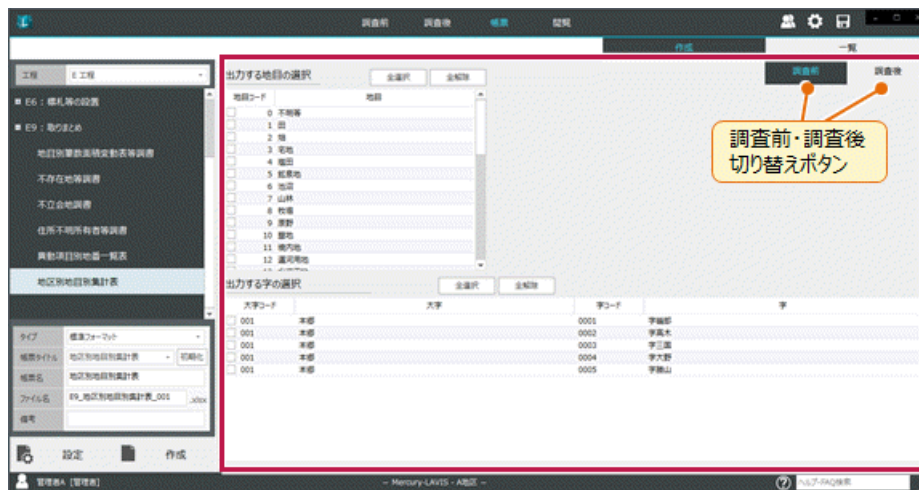 調査前 調査後 帳票 閲覧
作成 一覧
工程 E 工程
E6：標札等の設置
E9：取りまとめ
地目別筆数面積変動表等調書
不存在地等調書
不立会地調書
住所不明所有者等調書
異動項目別地番一覧表
地区別地目別集計表
タイプ 標準フォーマット
帳票タイトル 地区別地目別集計表 初期化
帳票名 地区別地目別集計表
ファイル名 E9_地区別地目別集計表_001 .xlsx
備考
設定 作成
出力する地目の選択 全選択 全解除
調査前 調査後
調査前・調査後
切り替えボタン
地目コード 地目
0 不明等
1 田
2 畑
3 宅地
4 塩田
5 鉱泉地
6 池沼
7 山林
8 牧場
9 原野
10 墓地
11 境内地
12 運河用地
出力する字の選択 全選択 全解除
大字コード 大字 字コード 字
001 本郷 0001
001 本郷 0002 字高木
001 本郷 0003 字三国
001 本郷 0004 字大野
001 本郷 0005 字勝山
管理者A [管理者]
– Mercury-LAVIS - A地区 –
ヘルプ・FAQ検索